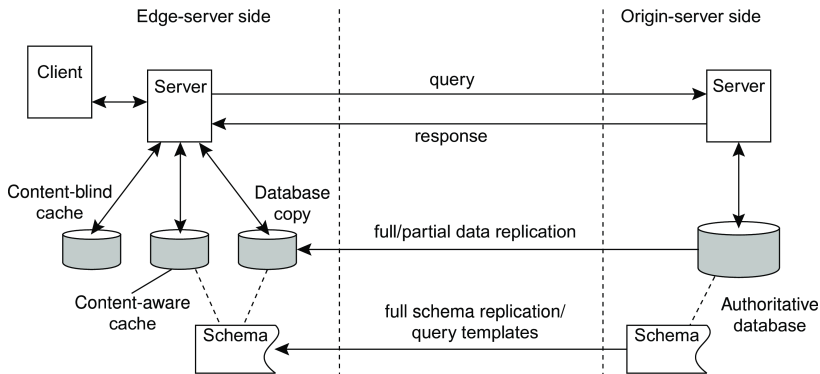 Edge-server side
Origin-server side
Client
Server
query
Server
response
Content-blind
cache
Database
copy
full/partial data replication
Content-aware
cache
full schema replication/
query templates
Authoritative
database
Schema
Schema